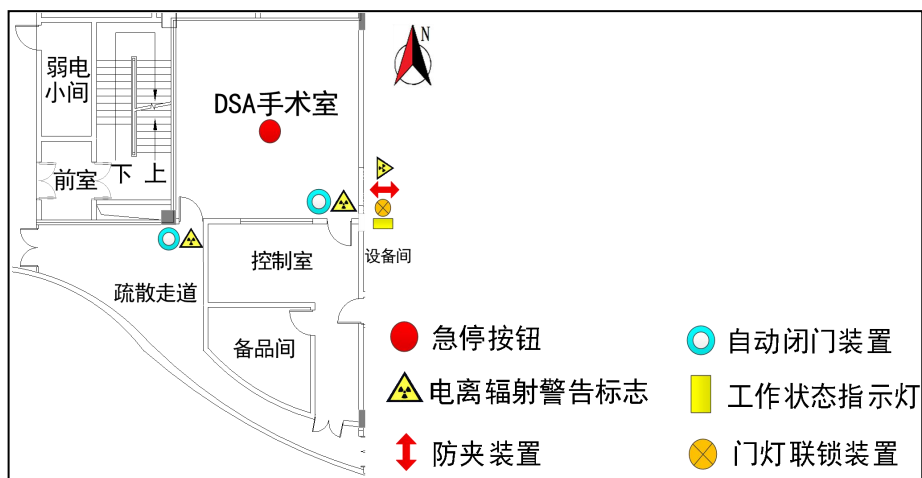 N
弱电
小间
DSA手术室
前室
下 上
控制室
设备间
疏散走道
备品间
急停按钮
自动闭门装置
电离辐射警告标志
工作状态指示灯
防夹装置
门灯联锁装置